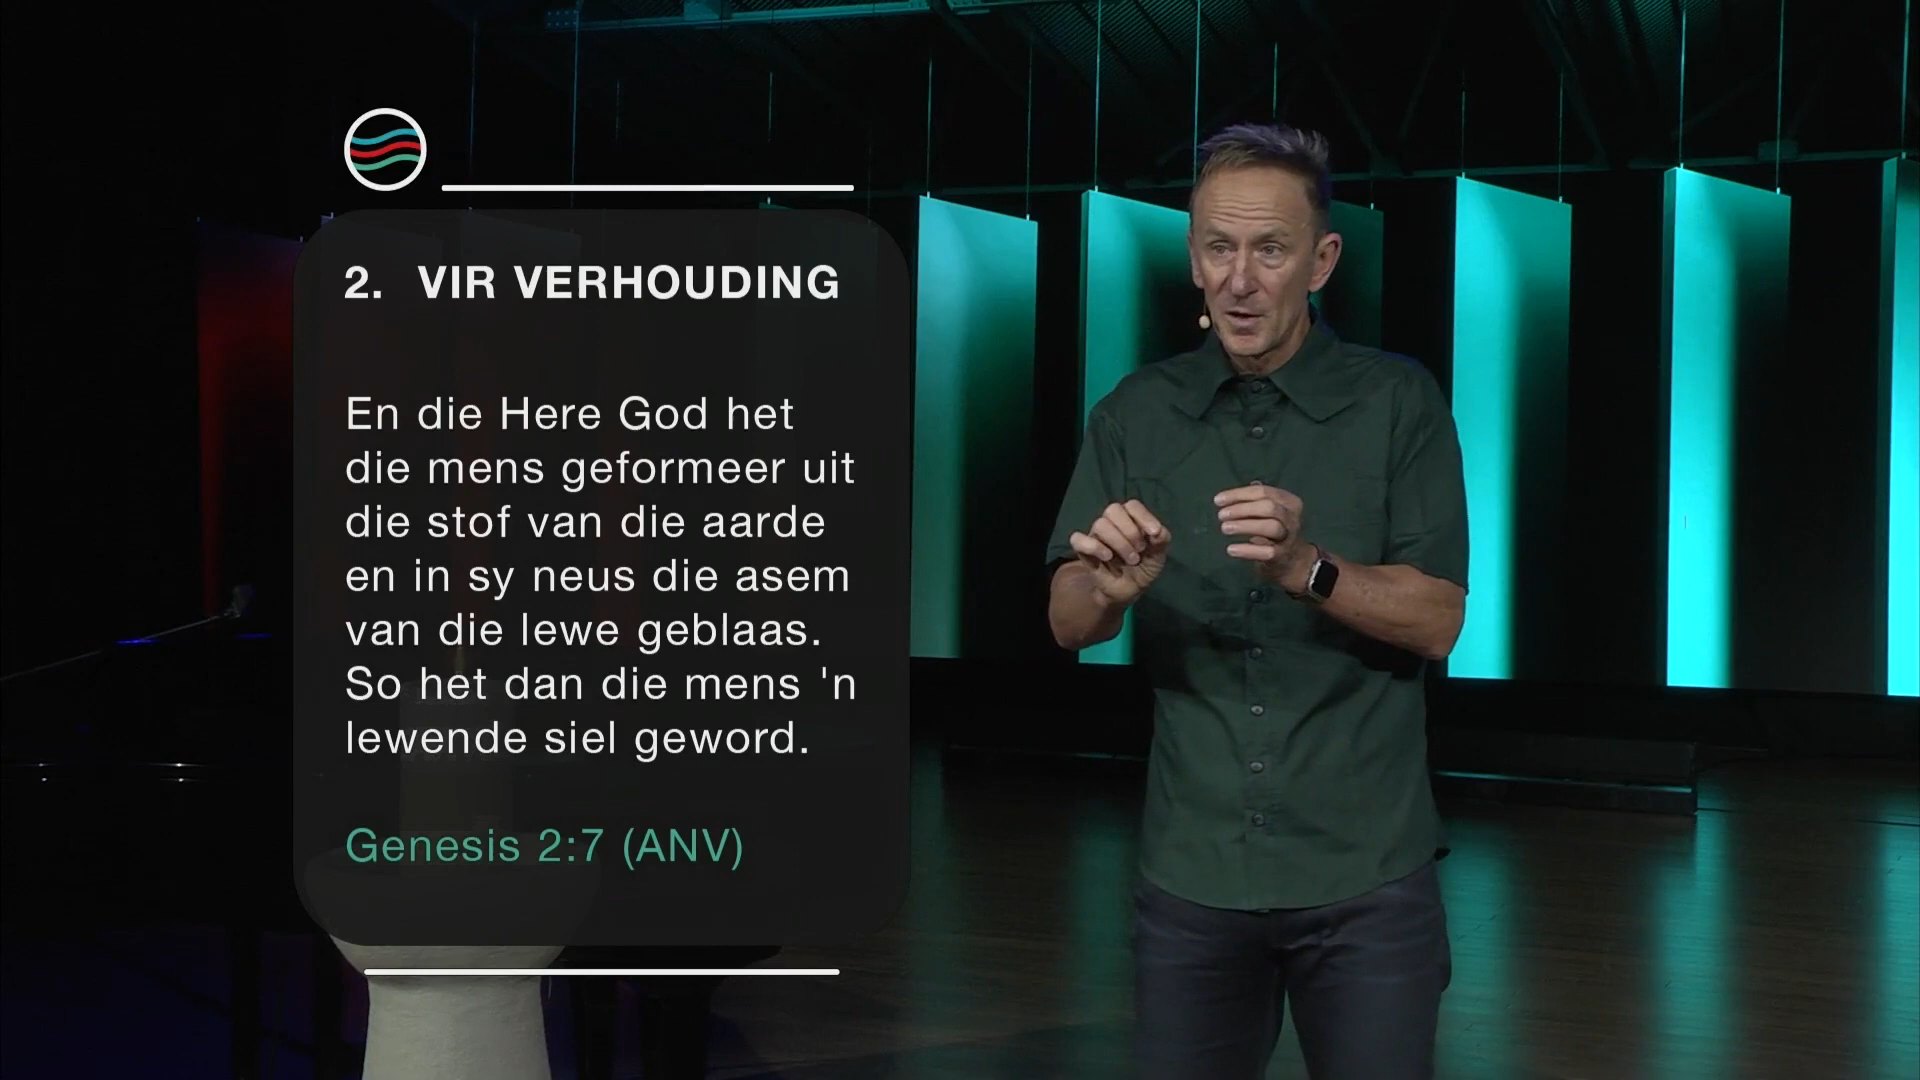 2. VIR VERHOUDING
En die Here God het
die mens geformeer uit
die stof van die aarde
en in sy neus die asem
van die lewe geblaas.
So het dan die mens 'n
lewende siel geword.
Genesis 2:7 (ANV)